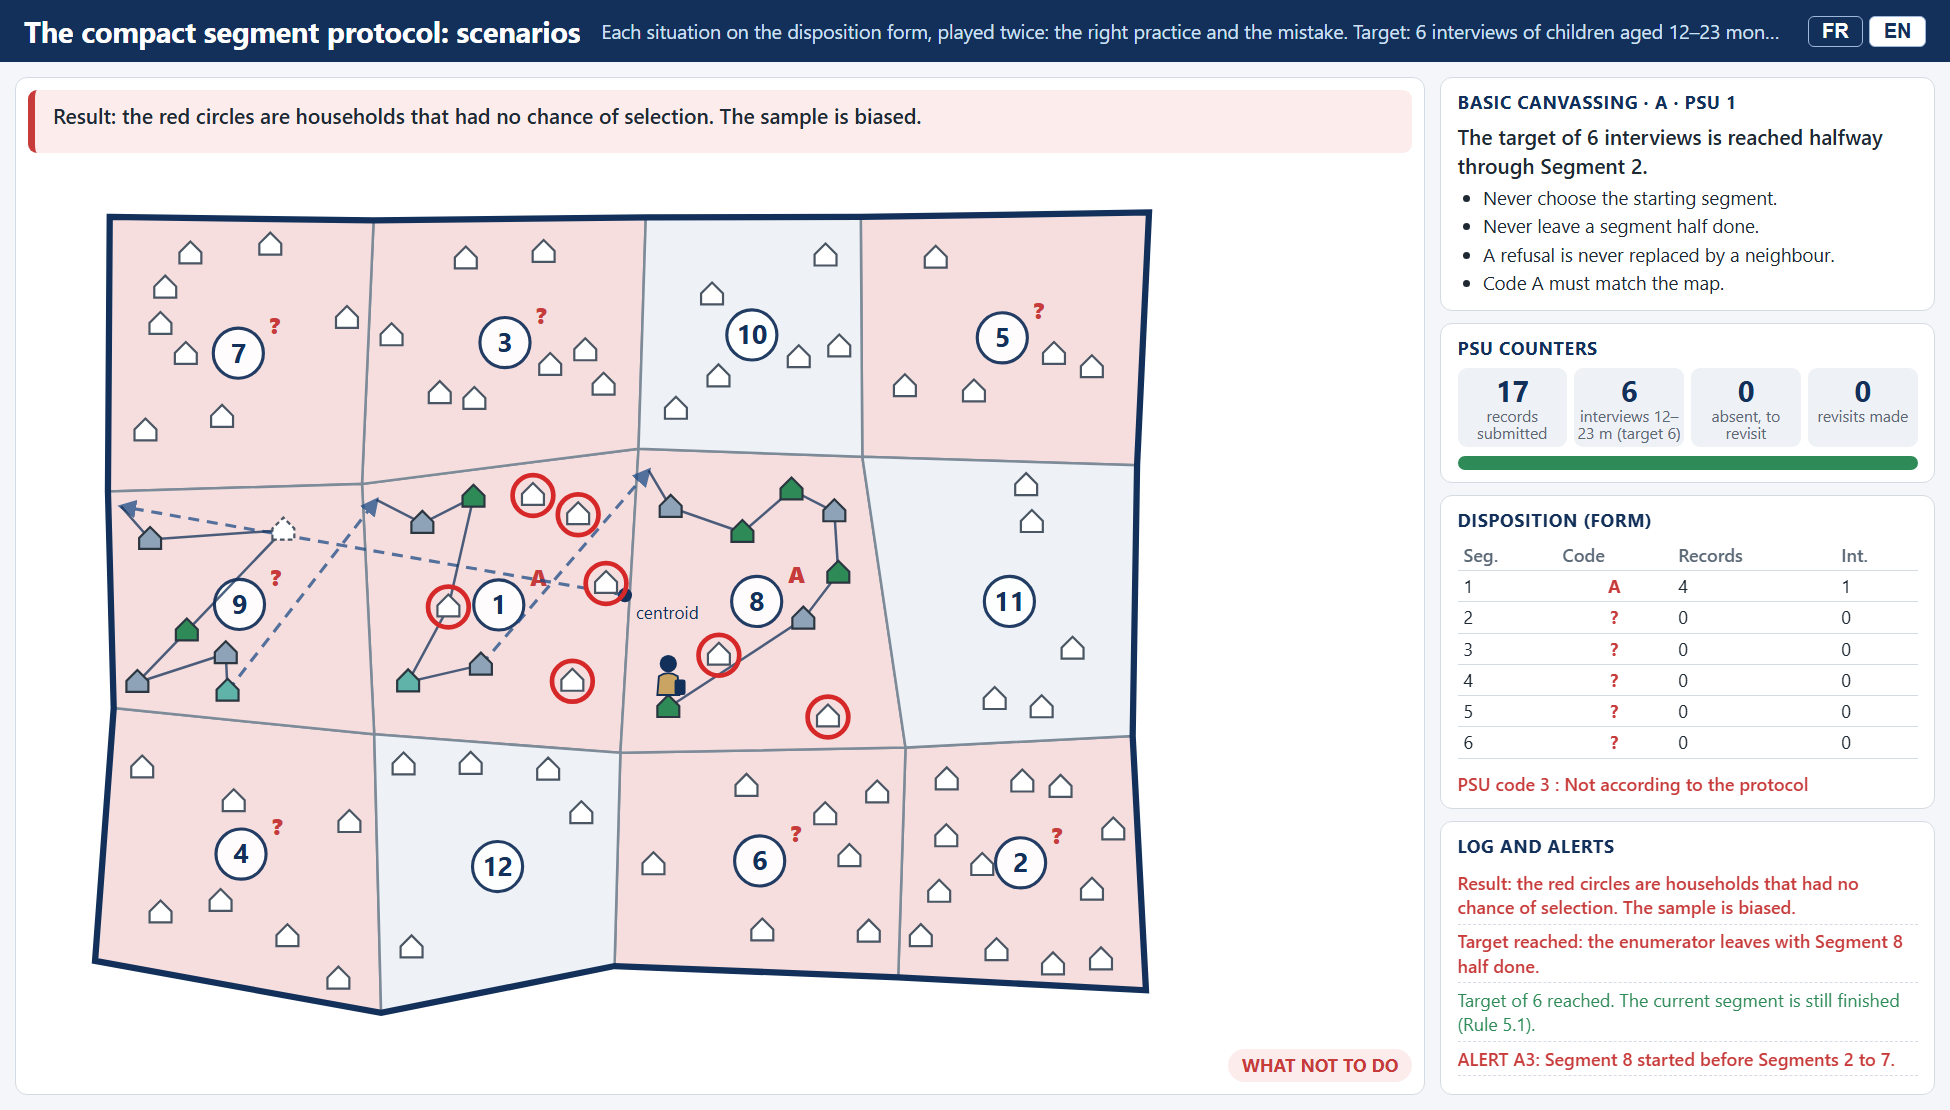 The compact segment protocol: scenarios
Each situation on the disposition form, played twice: the right practice and the mistake. Target: 6 interviews of children aged 12–23 mon...
FR
EN
Result: the red circles are households that had no chance of selection. The sample is biased.
7
?
3
?
10
5
?
9
?
1
A
centroid
8
A
11
4
?
12
6
?
2
?
WHAT NOT TO DO
BASIC CANVASSING · A · PSU 1
The target of 6 interviews is reached halfway
through Segment 2.
• Never choose the starting segment.
• Never leave a segment half done.
• A refusal is never replaced by a neighbour.
• Code A must match the map.
PSU COUNTERS
17
records
submitted
6
interviews 12–
23 m (target 6)
0
absent, to
revisit
0
revisits made
DISPOSITION (FORM)
Seg. Code Records Int.
1 A 4 1
2 ? 0 0
3 ? 0 0
4 ? 0 0
5 ? 0 0
6 ? 0 0
PSU code 3 : Not according to the protocol
LOG AND ALERTS
Result: the red circles are households that had no
chance of selection. The sample is biased.
Target reached: the enumerator leaves with Segment 8
half done.
Target of 6 reached. The current segment is still finished
(Rule 5.1).
ALERT A3: Segment 8 started before Segments 2 to 7.